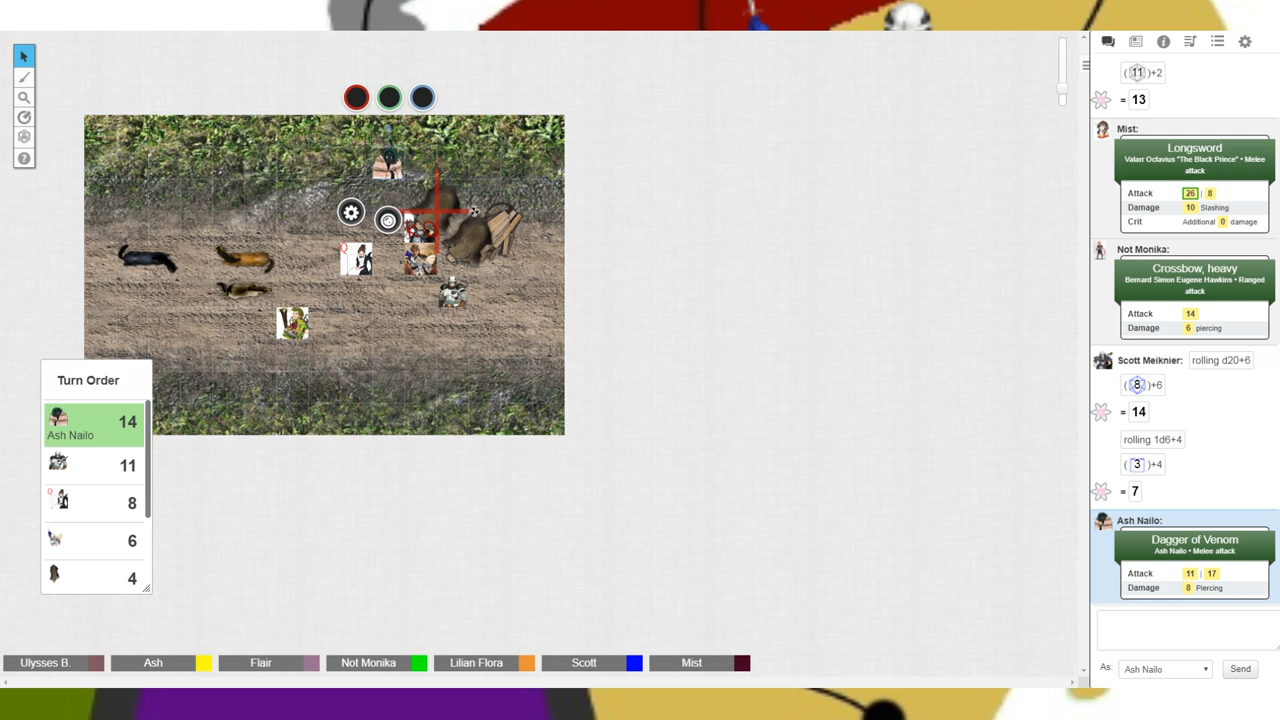 (11)+2
= 13
Mist:
Longsword
Valarr Octavius "The Black Prince" • Melee
attack
Attack 26 | 8
Damage 10 Slashing
Crit Additional 0 damage
Not Monika:
Crossbow, heavy
Bernard Simon Eugene Hawkins • Ranged
attack
Attack 14
Damage 6 piercing
Scott Meiknier: rolling d20+6
(8)+6
= 14
rolling 1d6+4
(3)+4
= 7
Ash Nailo:
Dagger of Venom
Ash Nailo • Melee attack
Attack 11 | 17
Damage 8 Piercing
As: Ash Nailo Send
Q
Turn Order
14
Ash Nailo
11
Q 8
6
4
Ulysses B. Ash Flair Not Monika Lilian Flora Scott Mist